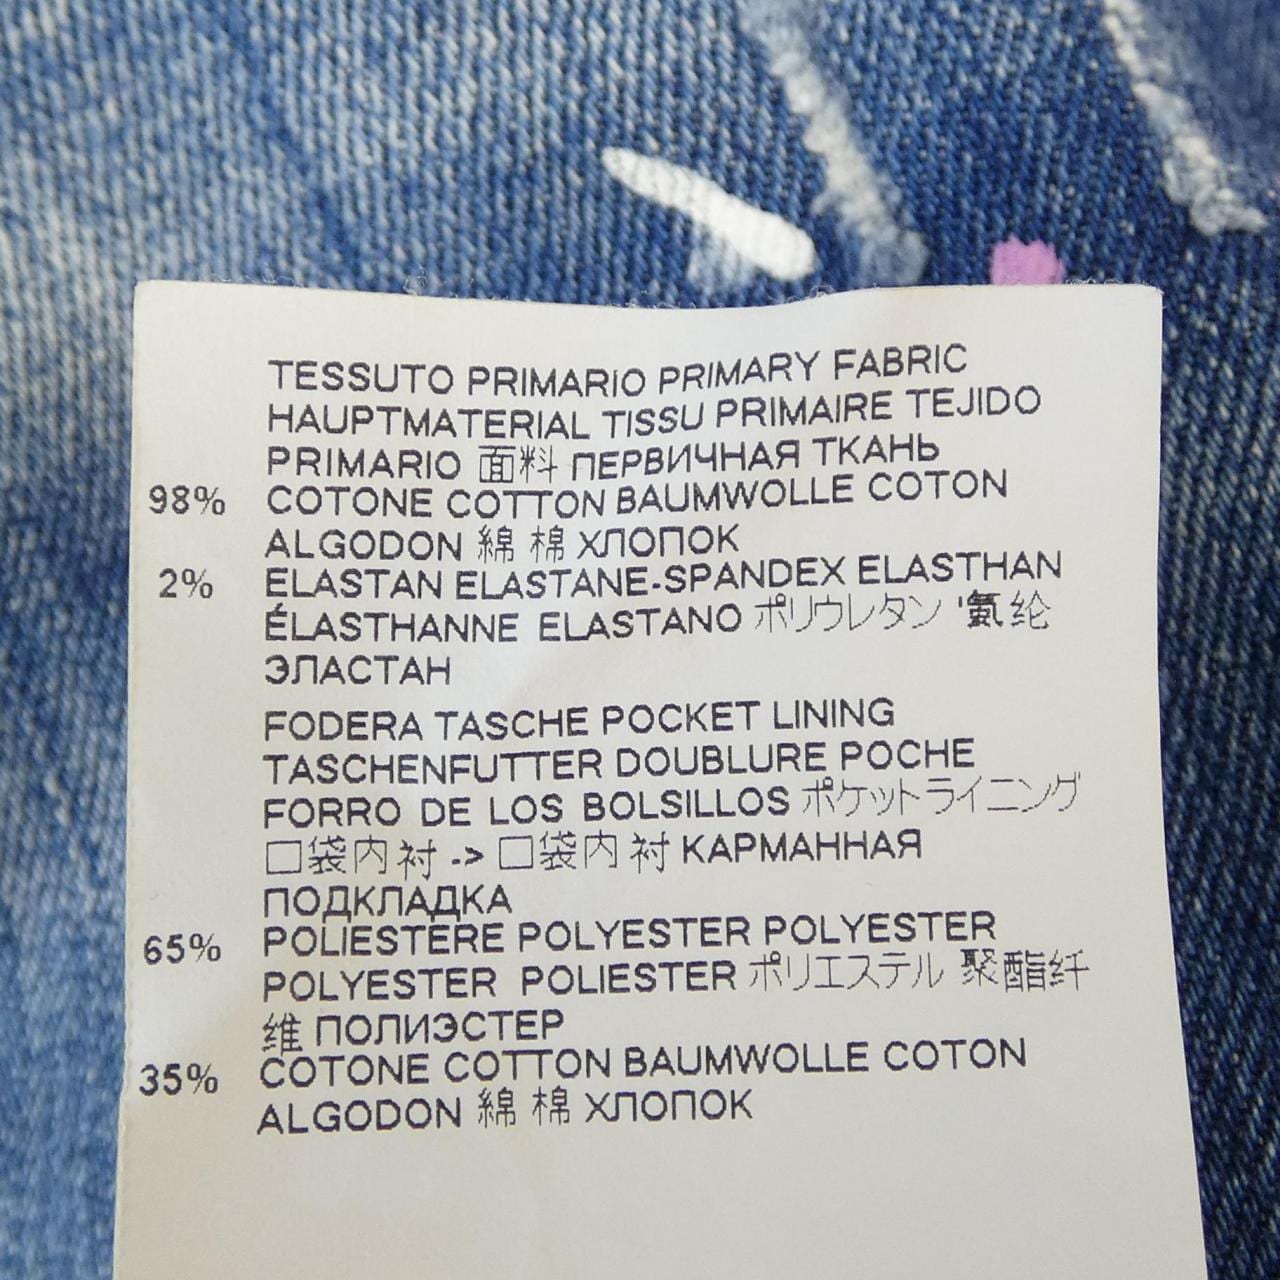 TESSUTO PRIMARIO PRIMARY FABRIC
HAUPTMATERIAL TISSU PRIMAIRE TEJIDO
PRIMARIO 面料 ПЕРВИЧНАЯ ТКАНЬ
98% COTONE COTTON BAUMWOLLE COTON
ALGODON 綿 棉 ХЛОПОК
2% ELASTAN ELASTANE-SPANDEX ELASTHAN
ÉLASTHANNE ELASTANO ポリウレタン '氨纶
ЭЛАСТАН
FODERA TASCHE POCKET LINING
TASCHENFUTTER DOUBLURE POCHE
FORRO DE LOS BOLSILLOS ポケットライニング
口袋内衬 -> 口袋内 衬 КАРМАННАЯ
ПОДКЛАДКА
65% POLIESTERE POLYESTER POLYESTER
POLYESTER POLIESTER ポリエステル 聚酯纤
维 ПОЛИЭСТЕР
35% COTONE COTTON BAUMWOLLE COTON
ALGODON 綿 棉 ХЛОПОК